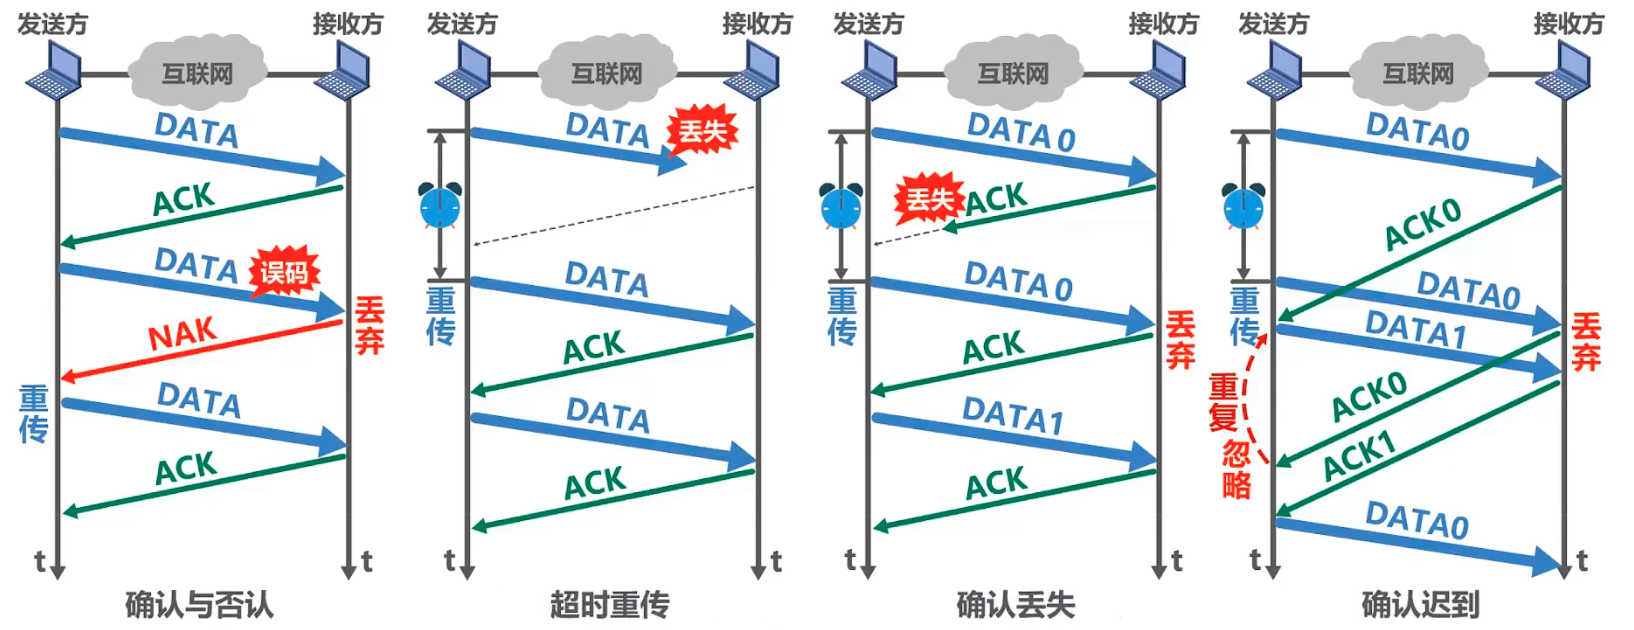 发送方
接收方
互联网
DATA
ACK
DATA
误码
丢弃
NAK
重传
DATA
ACK
t
t
确认与否认
发送方
接收方
互联网
DATA
丢失
重传
DATA
ACK
DATA
ACK
t
t
超时重传
发送方
接收方
互联网
DATA 0
丢失
ACK
重传
DATA 0
丢弃
ACK
DATA1
ACK
t
t
确认丢失
发送方
接收方
互联网
DATA0
ACK0
重传
DATA0
DATA1
丢弃
重复
忽略
ACK0
ACK1
DATA0
t
t
确认迟到